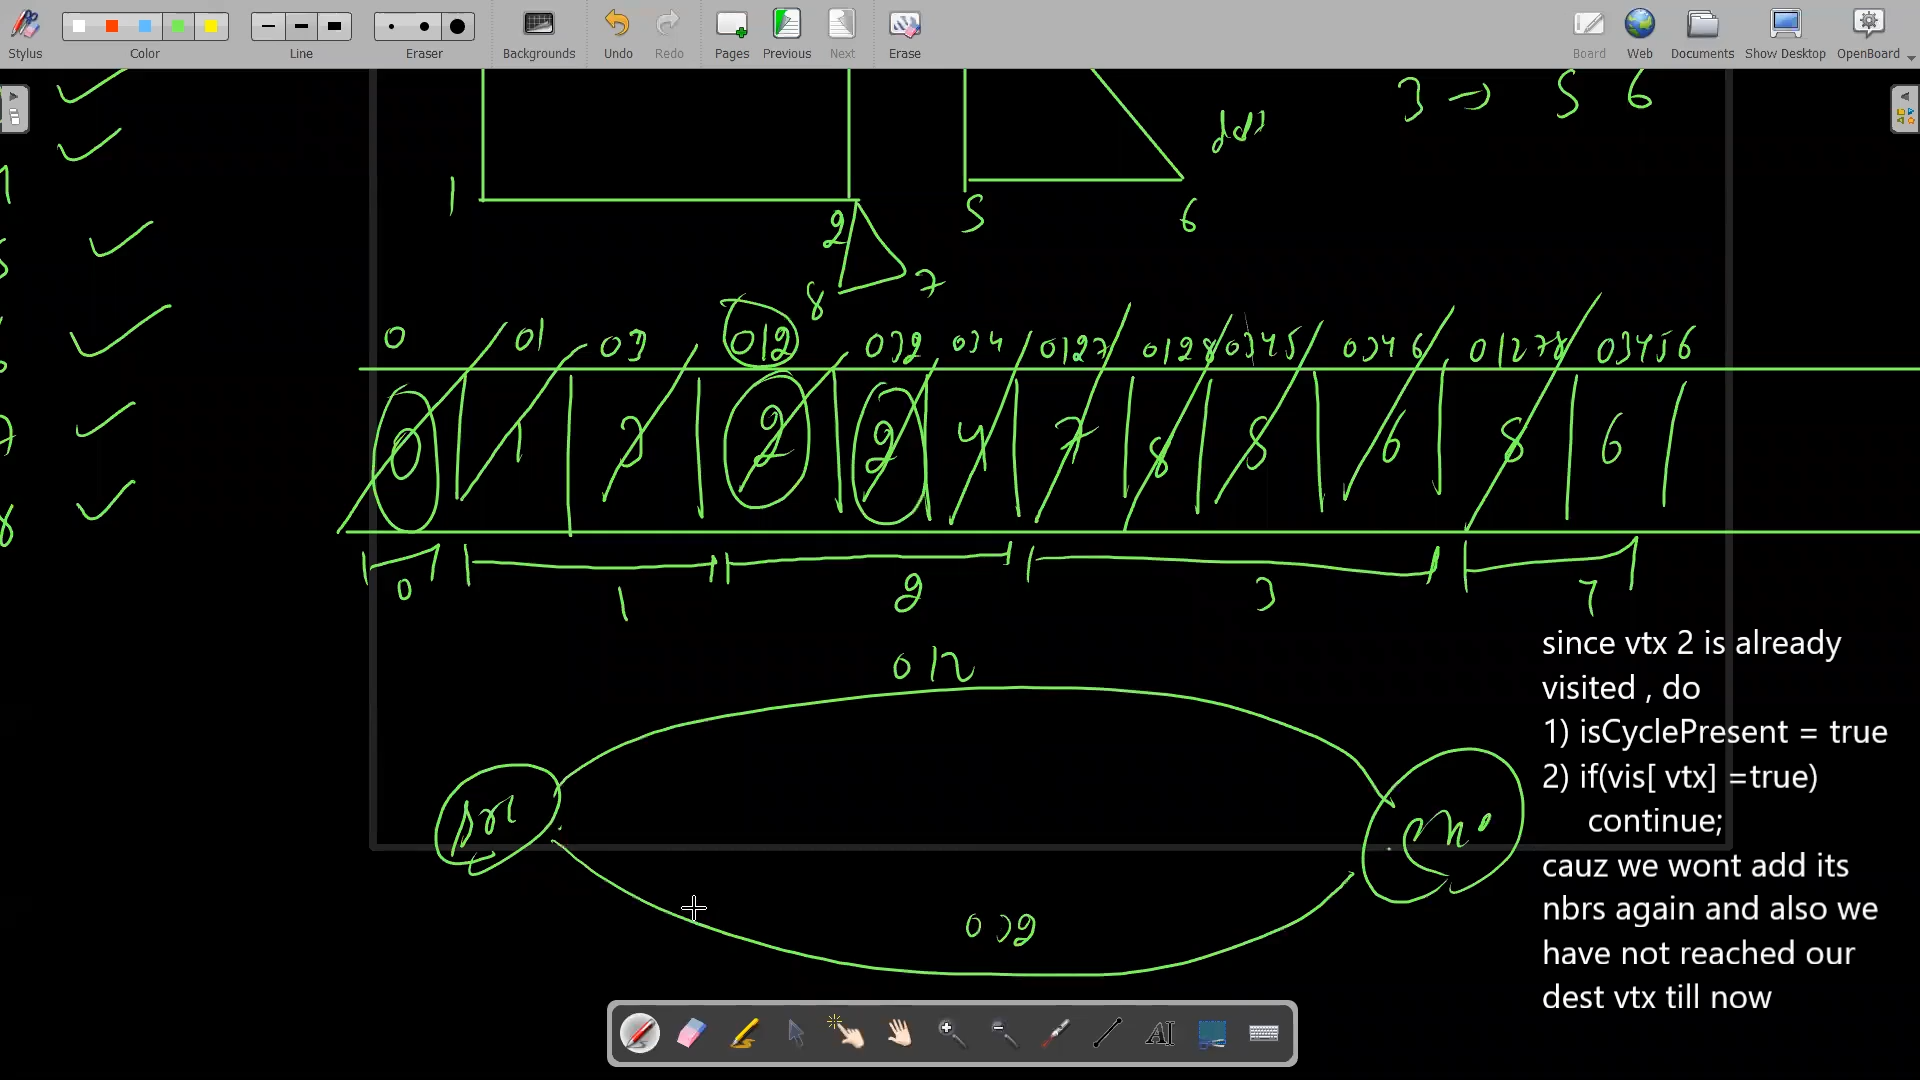 Stylus
Color
Line
Eraser
Backgrounds
Undo
Redo
Pages
Previous
Next
Erase
Board
Web
Documents
Show Desktop
OpenBoard
3 → 5 6
1
2
5
6
8
7
0 01 03 012 032 034 0127 0128 0345 0346 01278 03456
0 1 3 2 2 4 7 8 5 6 8 6
0 1 2 3 4
012
src
032
since vtx 2 is already
visited , do
1) isCyclePresent = true
2) if(vis[ vtx] =true)
continue;
cauz we wont add its
nbrs again and also we
have not reached our
dest vtx till now